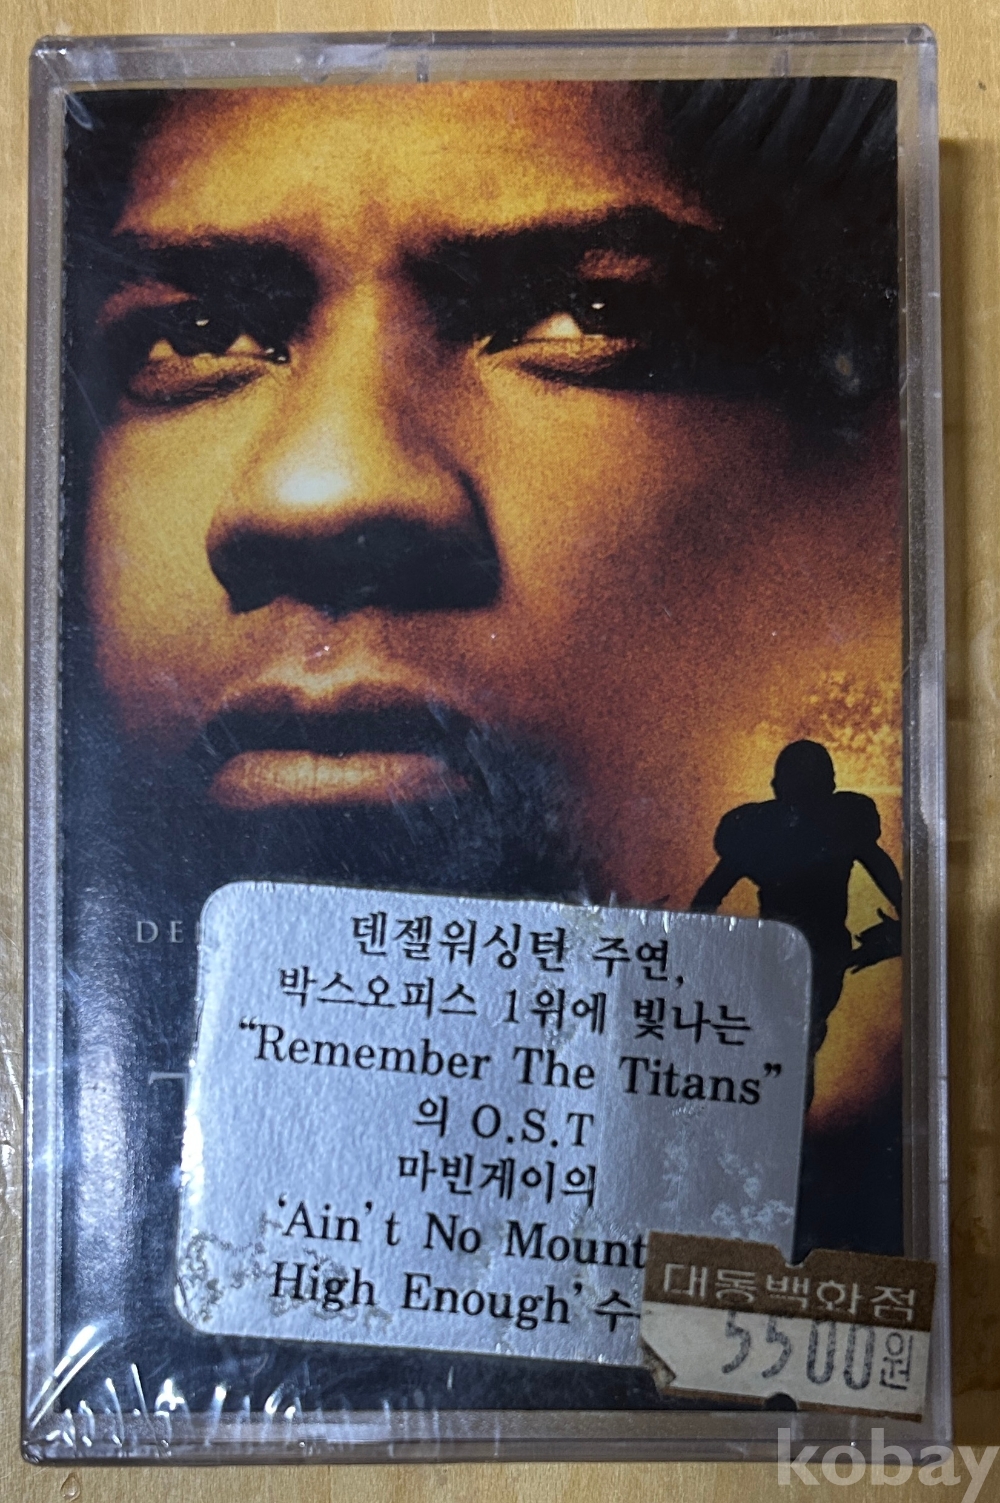 DE
덴젤워싱턴 주연,
박스오피스 1위에 빛나는
“Remember The Titans”
의 O.S.T
마빈게이의
‘Ain’t No Mount
High Enough’ 수
대동백화점
5500원
kobay